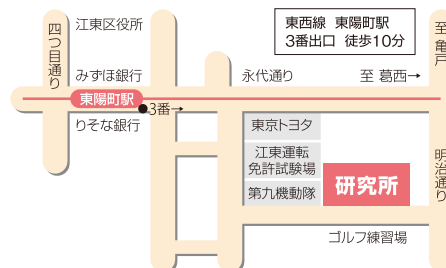 四つ目通り
江東区役所
東西線 東陽町駅
3番出口 徒歩10分
至 亀戸
みずほ銀行
永代通り
至 葛西→
東陽町駅
3番→
りそな銀行
東京トヨタ
江東運転
免許試験場
第九機動隊
研究所
明治通り
ゴルフ練習場